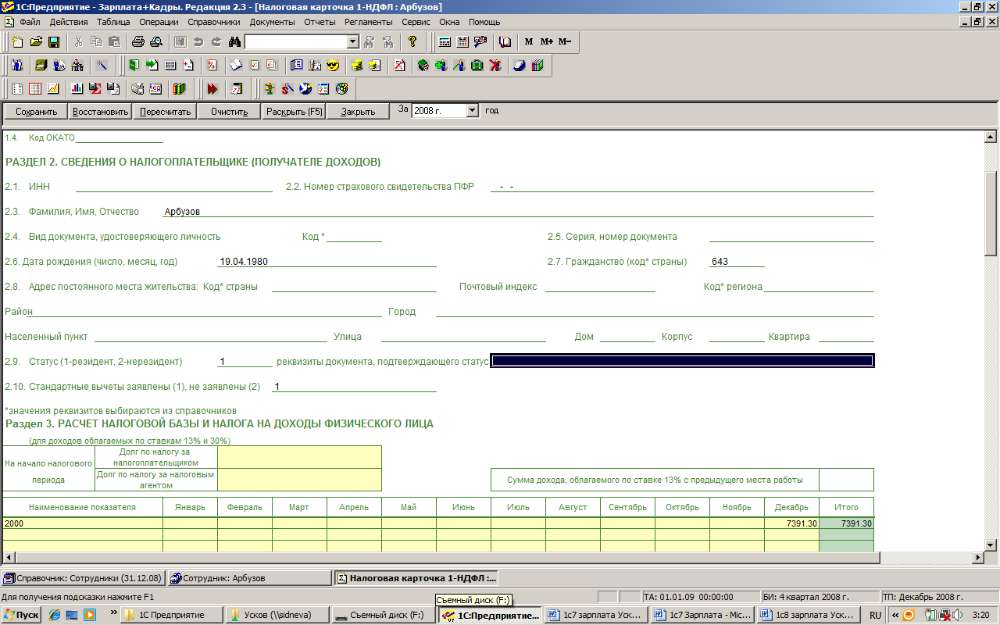 1С:Предприятие - Зарплата+Кадры. Редакция 2.3 - [Налоговая карточка 1-НДФЛ : Арбузов]
Файл Действия Таблица Операции Справочники Документы Отчеты Регламенты Сервис Окна Помощь
M M+ M−
Сохранить Восстановить Пересчитать Очистить Раскрыть (F5) Закрыть За 2008 г. год
1.4. Код ОКАТО
РАЗДЕЛ 2. СВЕДЕНИЯ О НАЛОГОПЛАТЕЛЬЩИКЕ (ПОЛУЧАТЕЛЕ ДОХОДОВ)
2.1. ИНН 2.2. Номер страхового свидетельства ПФР - -
2.3. Фамилия, Имя, Отчество Арбузов
2.4. Вид документа, удостоверяющего личность Код * 2.5. Серия, номер документа
2.6. Дата рождения (число, месяц, год) 19.04.1980 2.7. Гражданство (код* страны) 643
2.8. Адрес постоянного места жительства: Код* страны Почтовый индекс Код* региона
Район Город
Населенный пункт Улица Дом Корпус Квартира
2.9. Статус (1-резидент, 2-нерезидент) 1 реквизиты документа, подтверждающего статус
2.10. Стандартные вычеты заявлены (1), не заявлены (2) 1
*значения реквизитов выбираются из справочников
Раздел 3. РАСЧЕТ НАЛОГОВОЙ БАЗЫ И НАЛОГА НА ДОХОДЫ ФИЗИЧЕСКОГО ЛИЦА
(для доходов облагаемых по ставкам 13% и 30%)
На начало налогового периода
Долг по налогу за налогоплательщиком
Долг по налогу за налоговым агентом
Сумма дохода, облагаемого по ставке 13% с предыдущего места работы
Наименование показателя Январь Февраль Март Апрель Май Июнь Июль Август Сентябрь Октябрь Ноябрь Декабрь Итого
2000 7391.30 7391.30
Справочник: Сотрудники (31.12.08) Сотрудник: Арбузов Налоговая карточка 1-НДФЛ :...
Для получения подсказки нажмите F1 ТА: 01.01.09 00:00:00 БИ: 4 квартал 2008 г. ТП: Декабрь 2008 г.
Съемный диск (F:)
Пуск » 1С Предприятие Усков (\\sidneva) Съемный диск (F:) 1С:Предприятие... 1с7 зарплата Уск... 1с7 Зарплата - Mic... 1с8 зарплата Уск... RU « 3:20